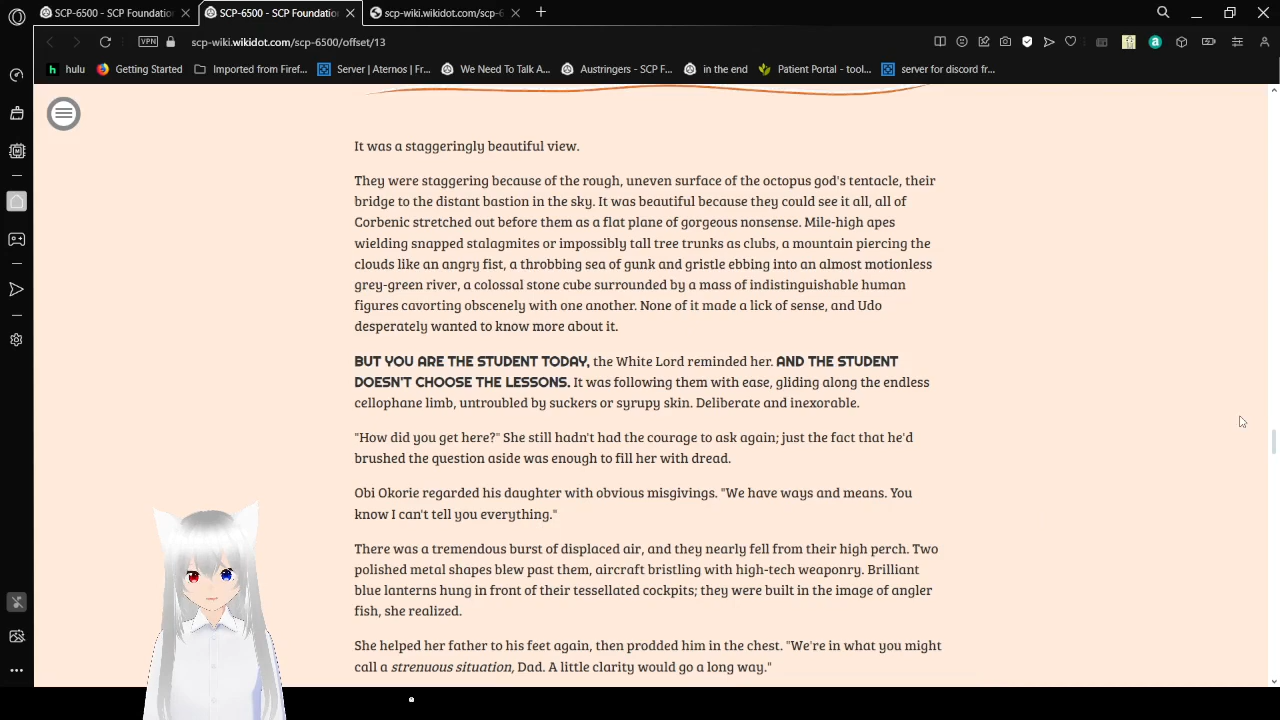 SCP-6500 - SCP Foundation
SCP-6500 - SCP Foundation
scp-wiki.wikidot.com/scp-6
VPN
scp-wiki.wikidot.com/scp-6500/offset/13
hulu
Getting Started
Imported from Firef...
Server | Aternos | Fr...
We Need To Talk A...
Austringers - SCP F...
in the end
Patient Portal - tool...
server for discord fr...
It was a staggeringly beautiful view.
They were staggering because of the rough, uneven surface of the octopus god's tentacle, their
bridge to the distant bastion in the sky. It was beautiful because they could see it all, all of
Corbenic stretched out before them as a flat plane of gorgeous nonsense. Mile-high apes
wielding snapped stalagmites or impossibly tall tree trunks as clubs, a mountain piercing the
clouds like an angry fist, a throbbing sea of gunk and gristle ebbing into an almost motionless
grey-green river, a colossal stone cube surrounded by a mass of indistinguishable human
figures cavorting obscenely with one another. None of it made a lick of sense, and Udo
desperately wanted to know more about it.
BUT YOU ARE THE STUDENT TODAY, the White Lord reminded her. AND THE STUDENT
DOESN'T CHOOSE THE LESSONS. It was following them with ease, gliding along the endless
cellophane limb, untroubled by suckers or syrupy skin. Deliberate and inexorable.
"How did you get here?" She still hadn't had the courage to ask again; just the fact that he'd
brushed the question aside was enough to fill her with dread.
Obi Okorie regarded his daughter with obvious misgivings. "We have ways and means. You
know I can't tell you everything."
There was a tremendous burst of displaced air, and they nearly fell from their high perch. Two
polished metal shapes blew past them, aircraft bristling with high-tech weaponry. Brilliant
blue lanterns hung in front of their tessellated cockpits; they were built in the image of angler
fish, she realized.
She helped her father to his feet again, then prodded him in the chest. "We're in what you might
call a strenuous situation, Dad. A little clarity would go a long way."